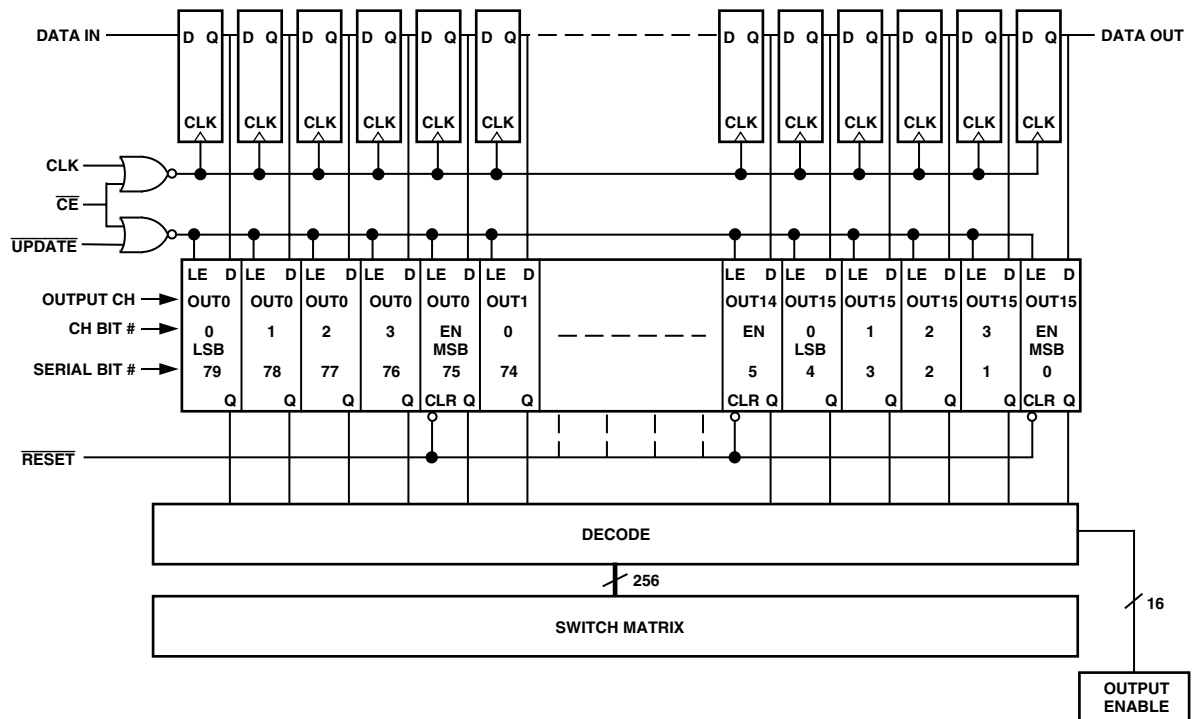 DATA IN D Q D Q D Q D Q D Q D Q D Q D Q D Q D Q D Q D Q DATA OUT
CLK CLK CLK CLK CLK CLK CLK CLK CLK CLK CLK CLK
CLK
CE
UPDATE
LE D LE D LE D LE D LE D LE D LE D LE D LE D LE D LE D LE D
OUTPUT CH OUT0 OUT0 OUT0 OUT0 OUT0 OUT1 OUT14 OUT15 OUT15 OUT15 OUT15 OUT15
CH BIT # 0 1 2 3 EN 0 EN 0 1 2 3 EN
LSB MSB LSB MSB
SERIAL BIT # 79 78 77 76 75 74 5 4 3 2 1 0
Q Q Q Q CLR Q Q CLR Q Q Q Q Q CLR Q
RESET
DECODE
256
16
SWITCH MATRIX
OUTPUT
ENABLE